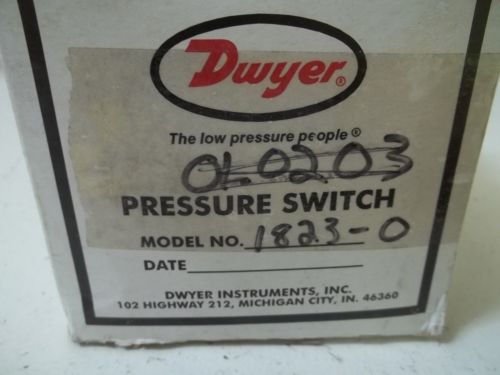 Dwyer®
The low pressure people®
OL0203
PRESSURE SWITCH
MODEL NO. 1823-0
DATE
DWYER INSTRUMENTS, INC.
102 HIGHWAY 212, MICHIGAN CITY, IN. 46360